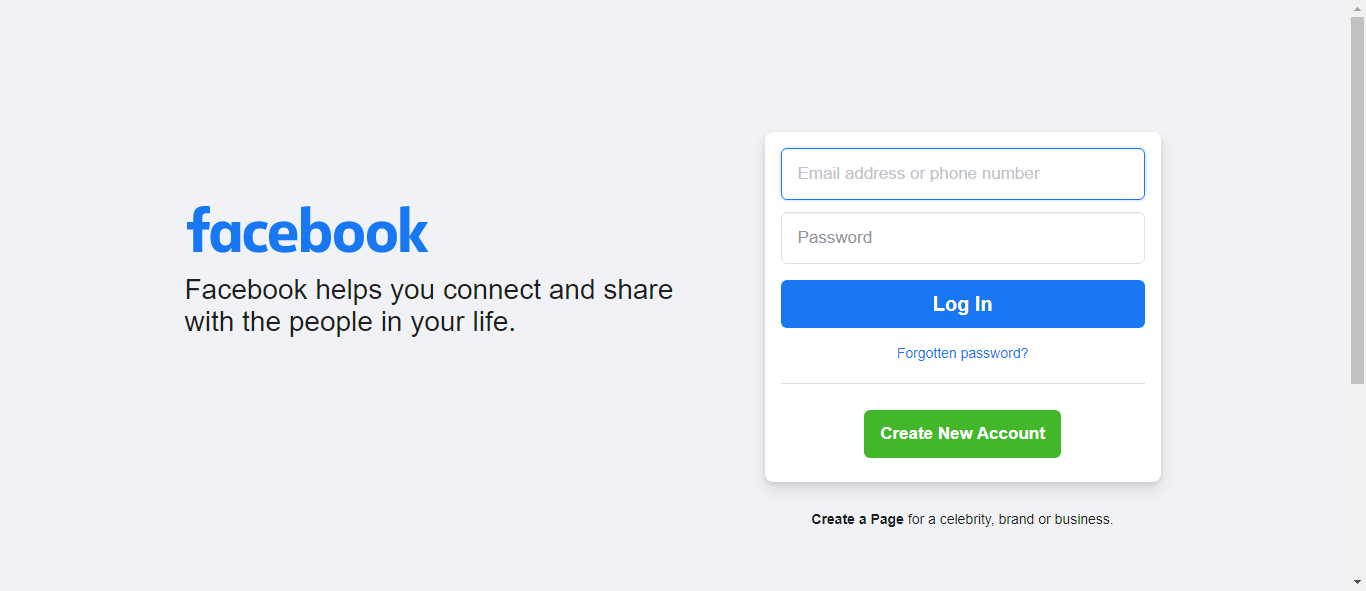 facebook
Facebook helps you connect and share
with the people in your life.
Email address or phone number
Password
Log In
Forgotten password?
Create New Account
Create a Page for a celebrity, brand or business.